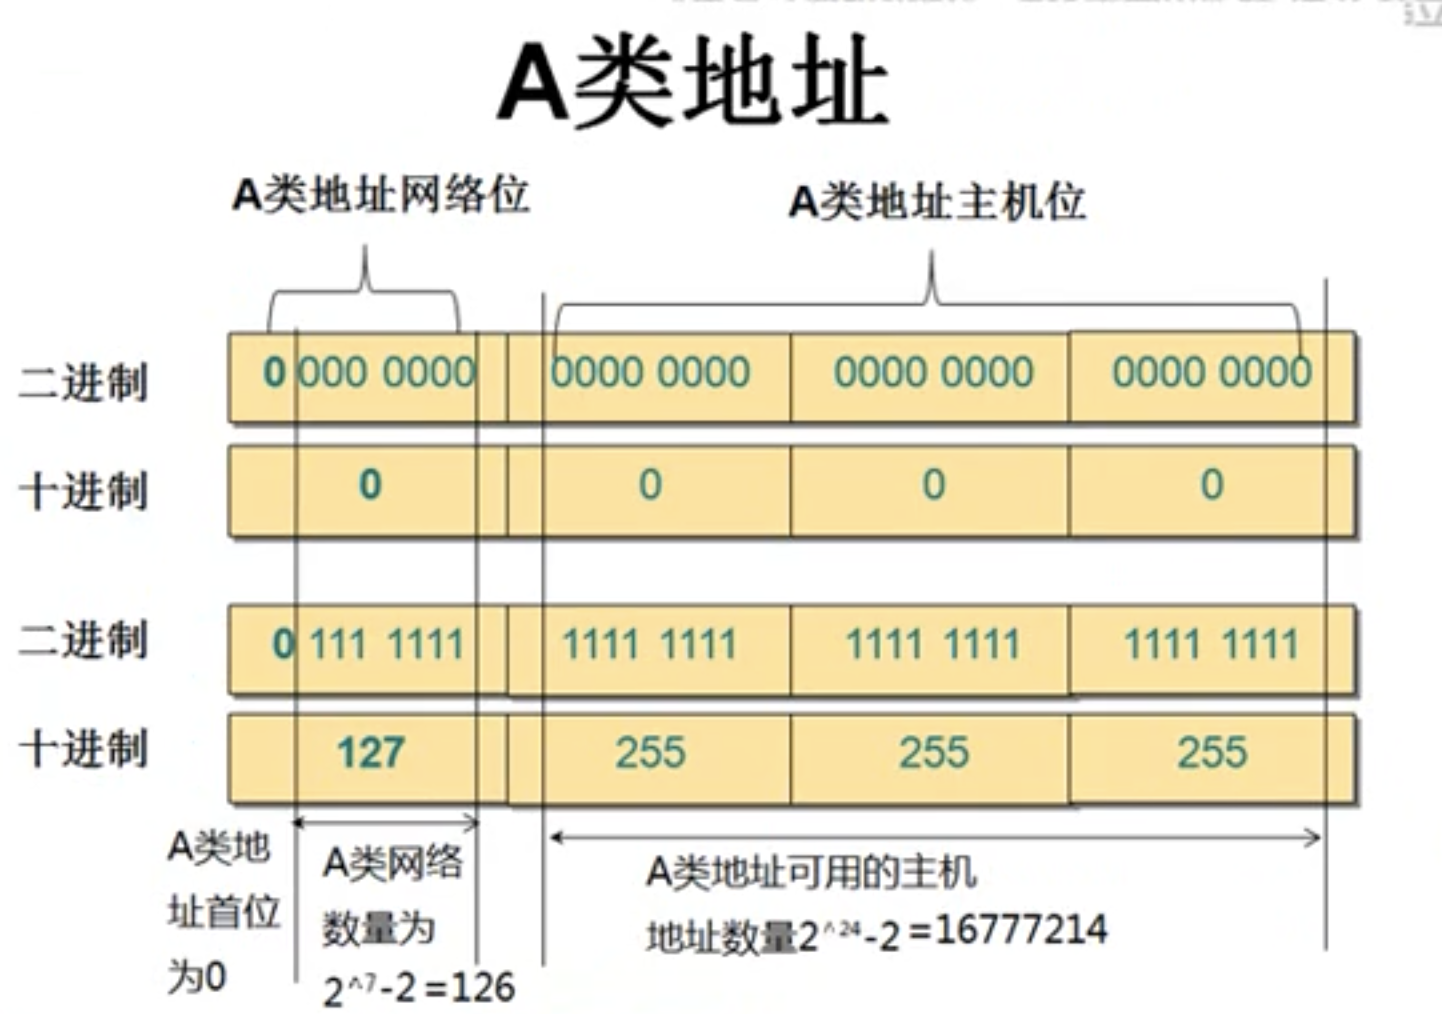 A类地址
A类地址网络位
A类地址主机位
二进制 0 000 0000 0000 0000 0000 0000 0000 0000
十进制 0 0 0 0
二进制 0 111 1111 1111 1111 1111 1111 1111 1111
十进制 127 255 255 255
A类地
址首位
为0
A类网络
数量为
2^7-2=126
A类地址可用的主机
地址数量2^24-2=16777214